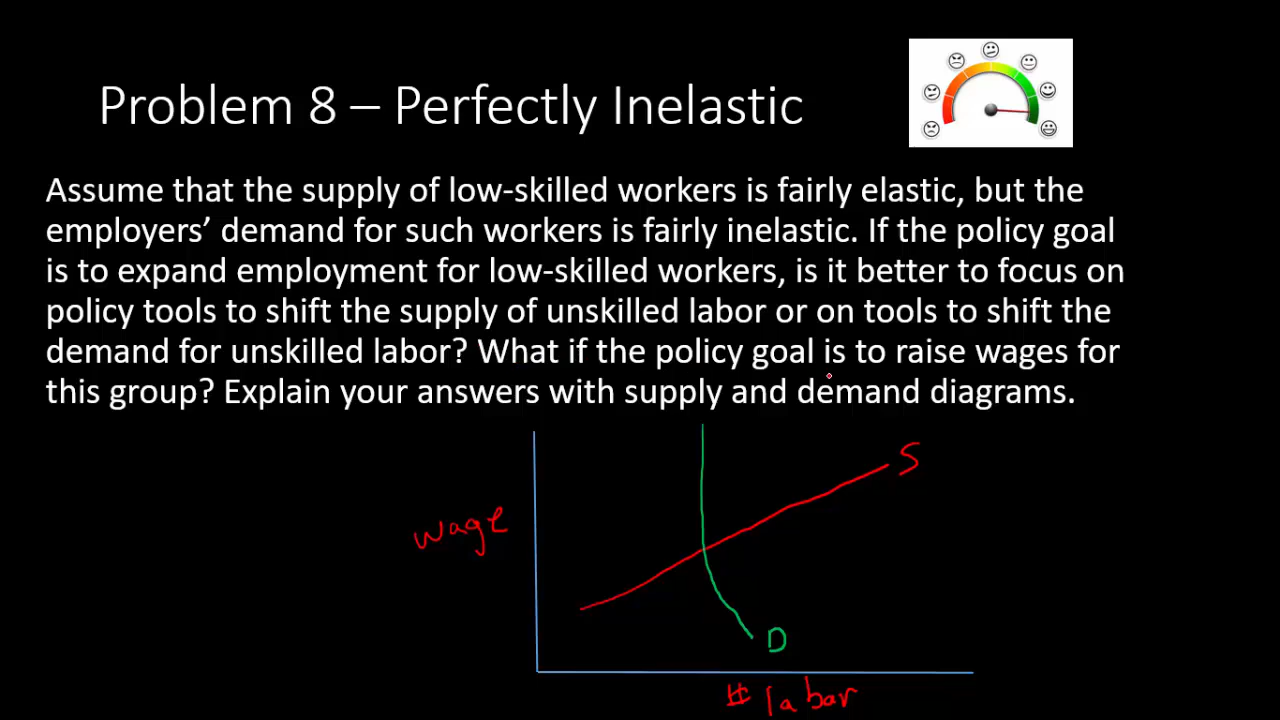 Problem 8 – Perfectly Inelastic
Assume that the supply of low-skilled workers is fairly elastic, but the
employers’ demand for such workers is fairly inelastic. If the policy goal
is to expand employment for low-skilled workers, is it better to focus on
policy tools to shift the supply of unskilled labor or on tools to shift the
demand for unskilled labor? What if the policy goal is to raise wages for
this group? Explain your answers with supply and demand diagrams.
S
wage
D
# labor